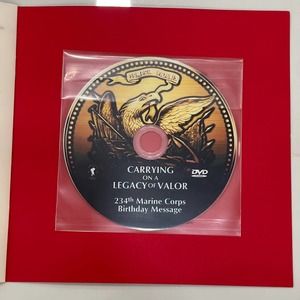 CARRYING
ON A
LEGACY OF VALOR
DVD
234th Marine Corps
Birthday Message